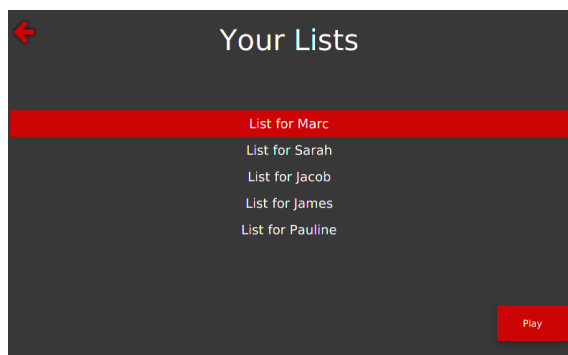 Your Lists
List for Marc
List for Sarah
List for Jacob
List for James
List for Pauline
Play